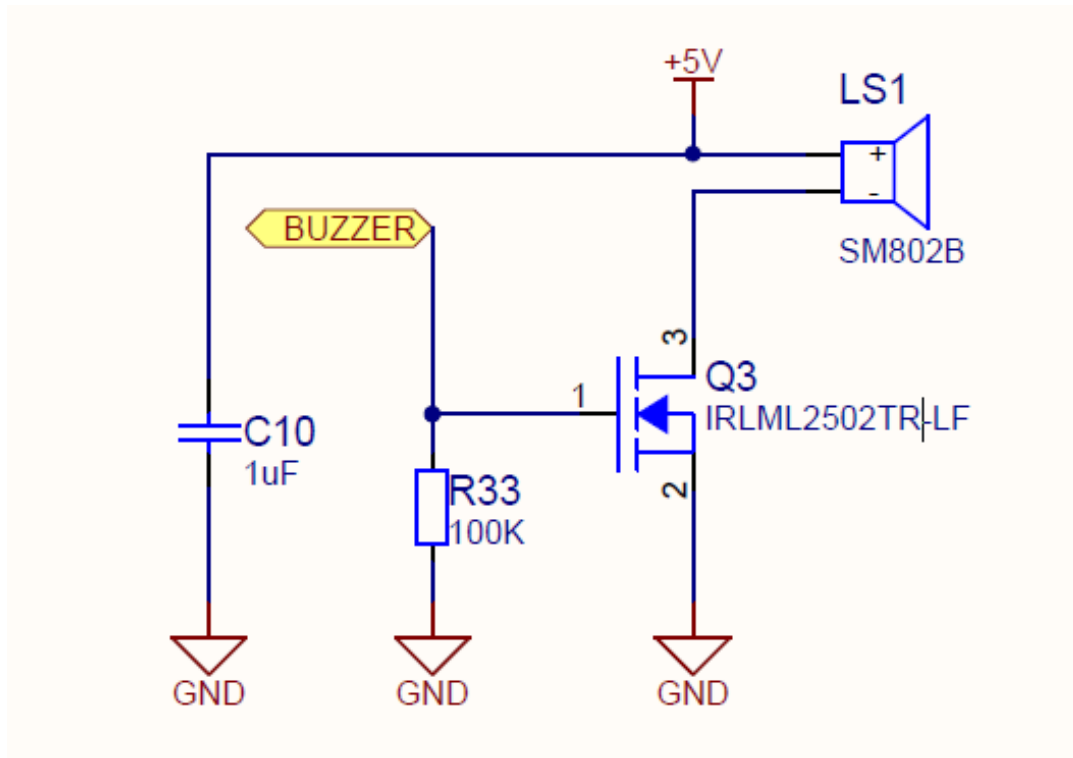 +5V
LS1
+
-
BUZZER
SM802B
3
Q3
1
IRLML2502TR-LF
C10
1uF
2
R33
100K
GND
GND
GND